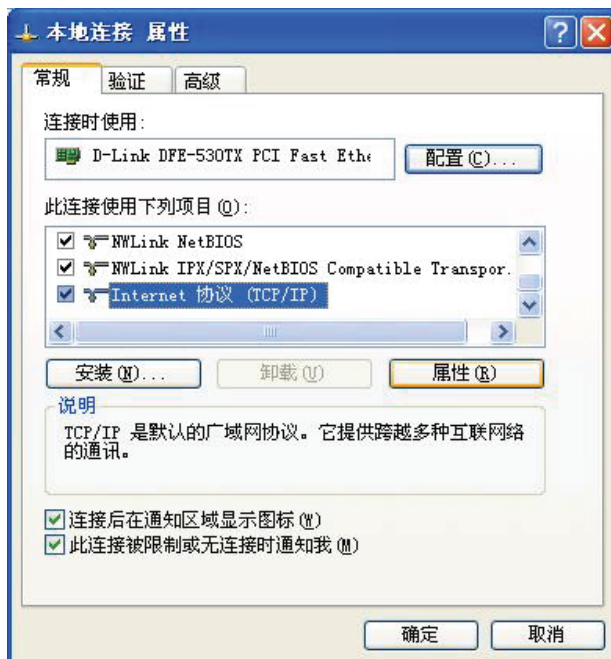 本地连接 属性
常规 验证 高级
连接时使用:
D-Link DFE-530TX PCI Fast Ethe 配置(C)...
此连接使用下列项目(O):
NWLink NetBIOS
NWLink IPX/SPX/NetBIOS Compatible Transpor.
Internet 协议 (TCP/IP)
安装(N)... 卸载(U) 属性(R)
说明
TCP/IP 是默认的广域网协议。它提供跨越多种互联网络
的通讯。
连接后在通知区域显示图标(W)
此连接被限制或无连接时通知我(M)
确定 取消